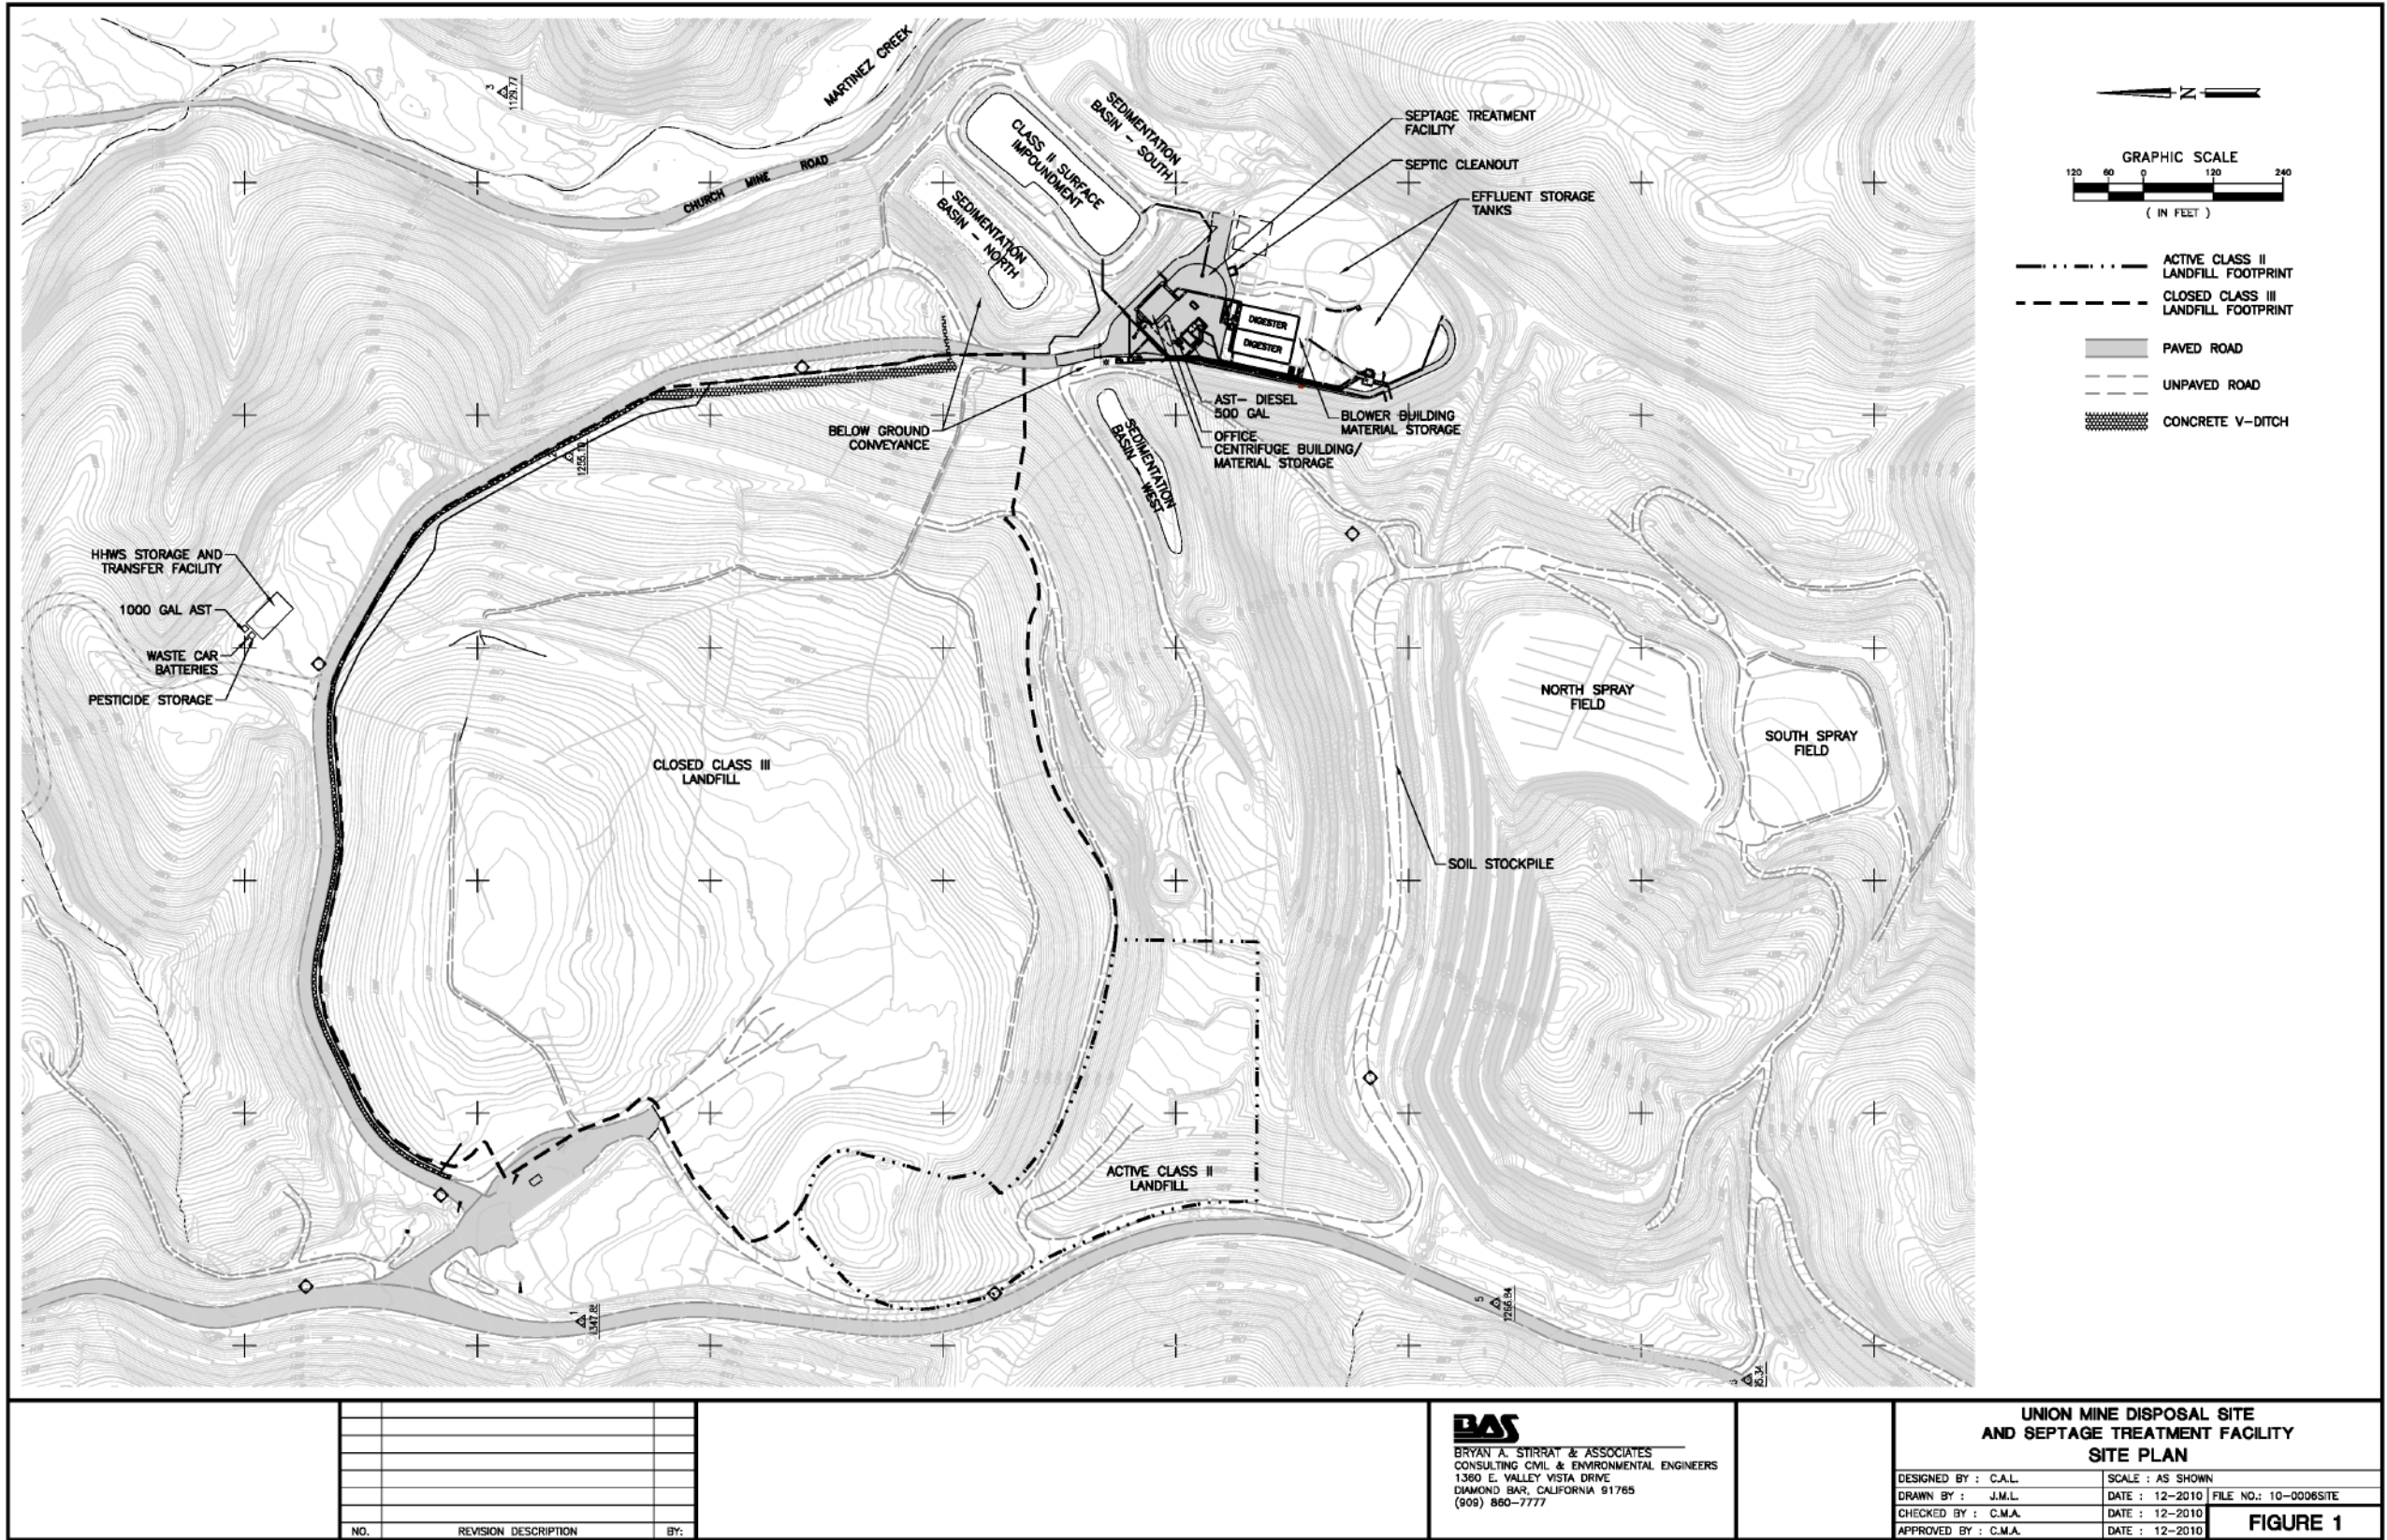 MARTINEZ CREEK
3
1129.77
CHURCH MINE ROAD
SEDIMENTATION
BASIN - SOUTH
CLASS II SURFACE
IMPOUNDMENT
SEDIMENTATION
BASIN - NORTH
SEPTAGE TREATMENT
FACILITY
SEPTIC CLEANOUT
EFFLUENT STORAGE
TANKS
DIGESTER
DIGESTER
AST- DIESEL
500 GAL
OFFICE
CENTRIFUGE BUILDING/
MATERIAL STORAGE
BLOWER BUILDING
MATERIAL STORAGE
BELOW GROUND
CONVEYANCE
SEDIMENTATION
BASIN - WEST
HHWS STORAGE AND
TRANSFER FACILITY
1000 GAL AST
WASTE CAR
BATTERIES
PESTICIDE STORAGE
CLOSED CLASS III
LANDFILL
NORTH SPRAY
FIELD
SOUTH SPRAY
FIELD
SOIL STOCKPILE
ACTIVE CLASS II
LANDFILL
1
5
1266.84
N
GRAPHIC SCALE
120 60 0 120 240
( IN FEET )
ACTIVE CLASS II
LANDFILL FOOTPRINT
CLOSED CLASS III
LANDFILL FOOTPRINT
PAVED ROAD
UNPAVED ROAD
CONCRETE V-DITCH
NO. REVISION DESCRIPTION BY:
BAS
BRYAN A. STIRRAT & ASSOCIATES
CONSULTING CIVIL & ENVIRONMENTAL ENGINEERS
1360 E. VALLEY VISTA DRIVE
DIAMOND BAR, CALIFORNIA 91765
(909) 860-7777
UNION MINE DISPOSAL SITE
AND SEPTAGE TREATMENT FACILITY
SITE PLAN
DESIGNED BY : C.A.L. SCALE : AS SHOWN
DRAWN BY : J.M.L. DATE : 12-2010 FILE NO.: 10-0006SITE
CHECKED BY : C.M.A. DATE : 12-2010
APPROVED BY : C.M.A. DATE : 12-2010
FIGURE 1